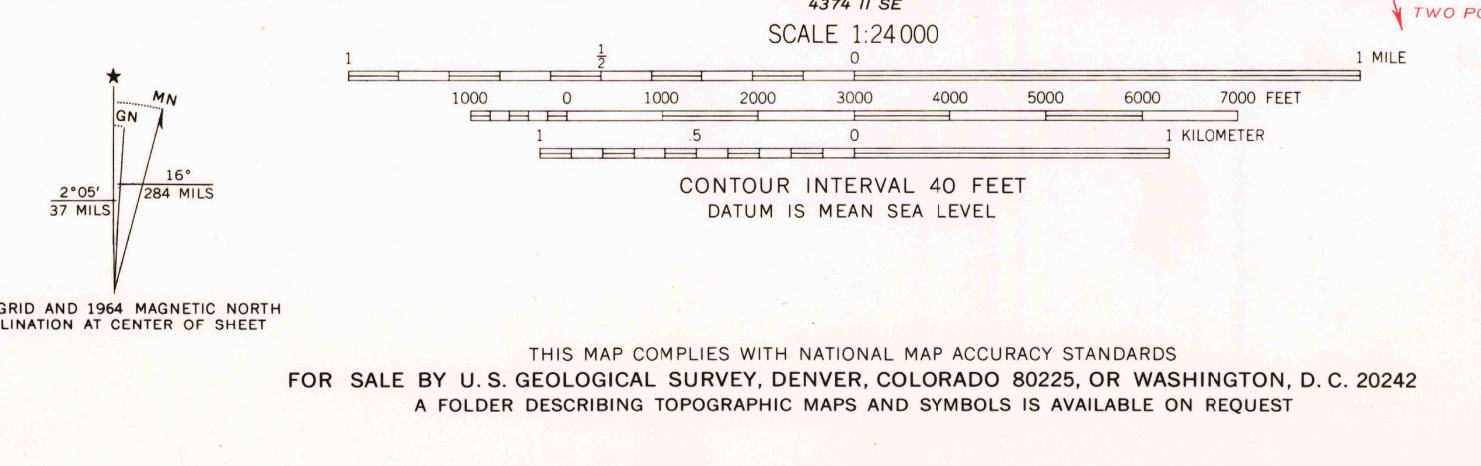 4374 II SE
TWO
SCALE 1:24 000
1 1/2 0 1 MILE
1000 0 1000 2000 3000 4000 5000 6000 7000 FEET
1 .5 0 1 KILOMETER
CONTOUR INTERVAL 40 FEET
DATUM IS MEAN SEA LEVEL
MN
GN
16°
284 MILS
2°05′
37 MILS
GRID AND 1964 MAGNETIC NORTH
LINATION AT CENTER OF SHEET
THIS MAP COMPLIES WITH NATIONAL MAP ACCURACY STANDARDS
FOR SALE BY U. S. GEOLOGICAL SURVEY, DENVER, COLORADO 80225, OR WASHINGTON, D. C. 20242
A FOLDER DESCRIBING TOPOGRAPHIC MAPS AND SYMBOLS IS AVAILABLE ON REQUEST